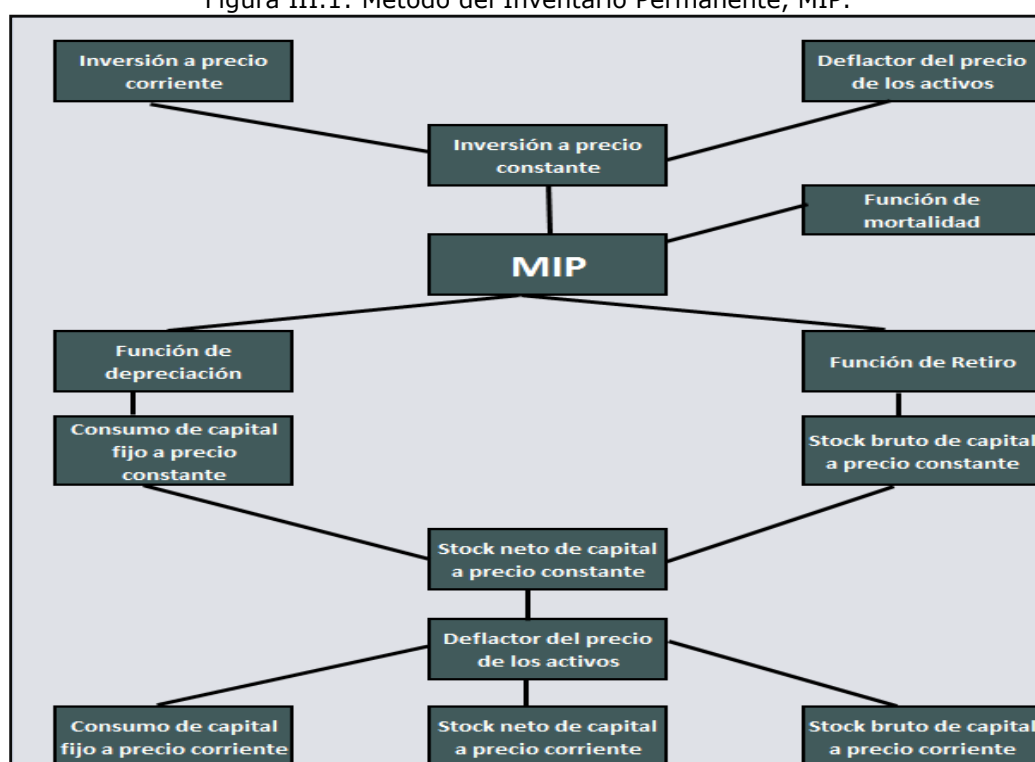 Figura III.1: Método del Inventario Permanente, MIP.
Inversión a precio
corriente
Deflactor del precio
de los activos
Inversión a precio
constante
Función de
mortalidad
MIP
Función de
depreciación
Función de Retiro
Consumo de capital
fijo a precio
constante
Stock bruto de capital
a precio constante
Stock neto de capital
a precio constante
Deflactor del precio
de los activos
Consumo de capital
fijo a precio corriente
Stock neto de capital
a precio corriente
Stock bruto de capital
a precio corriente